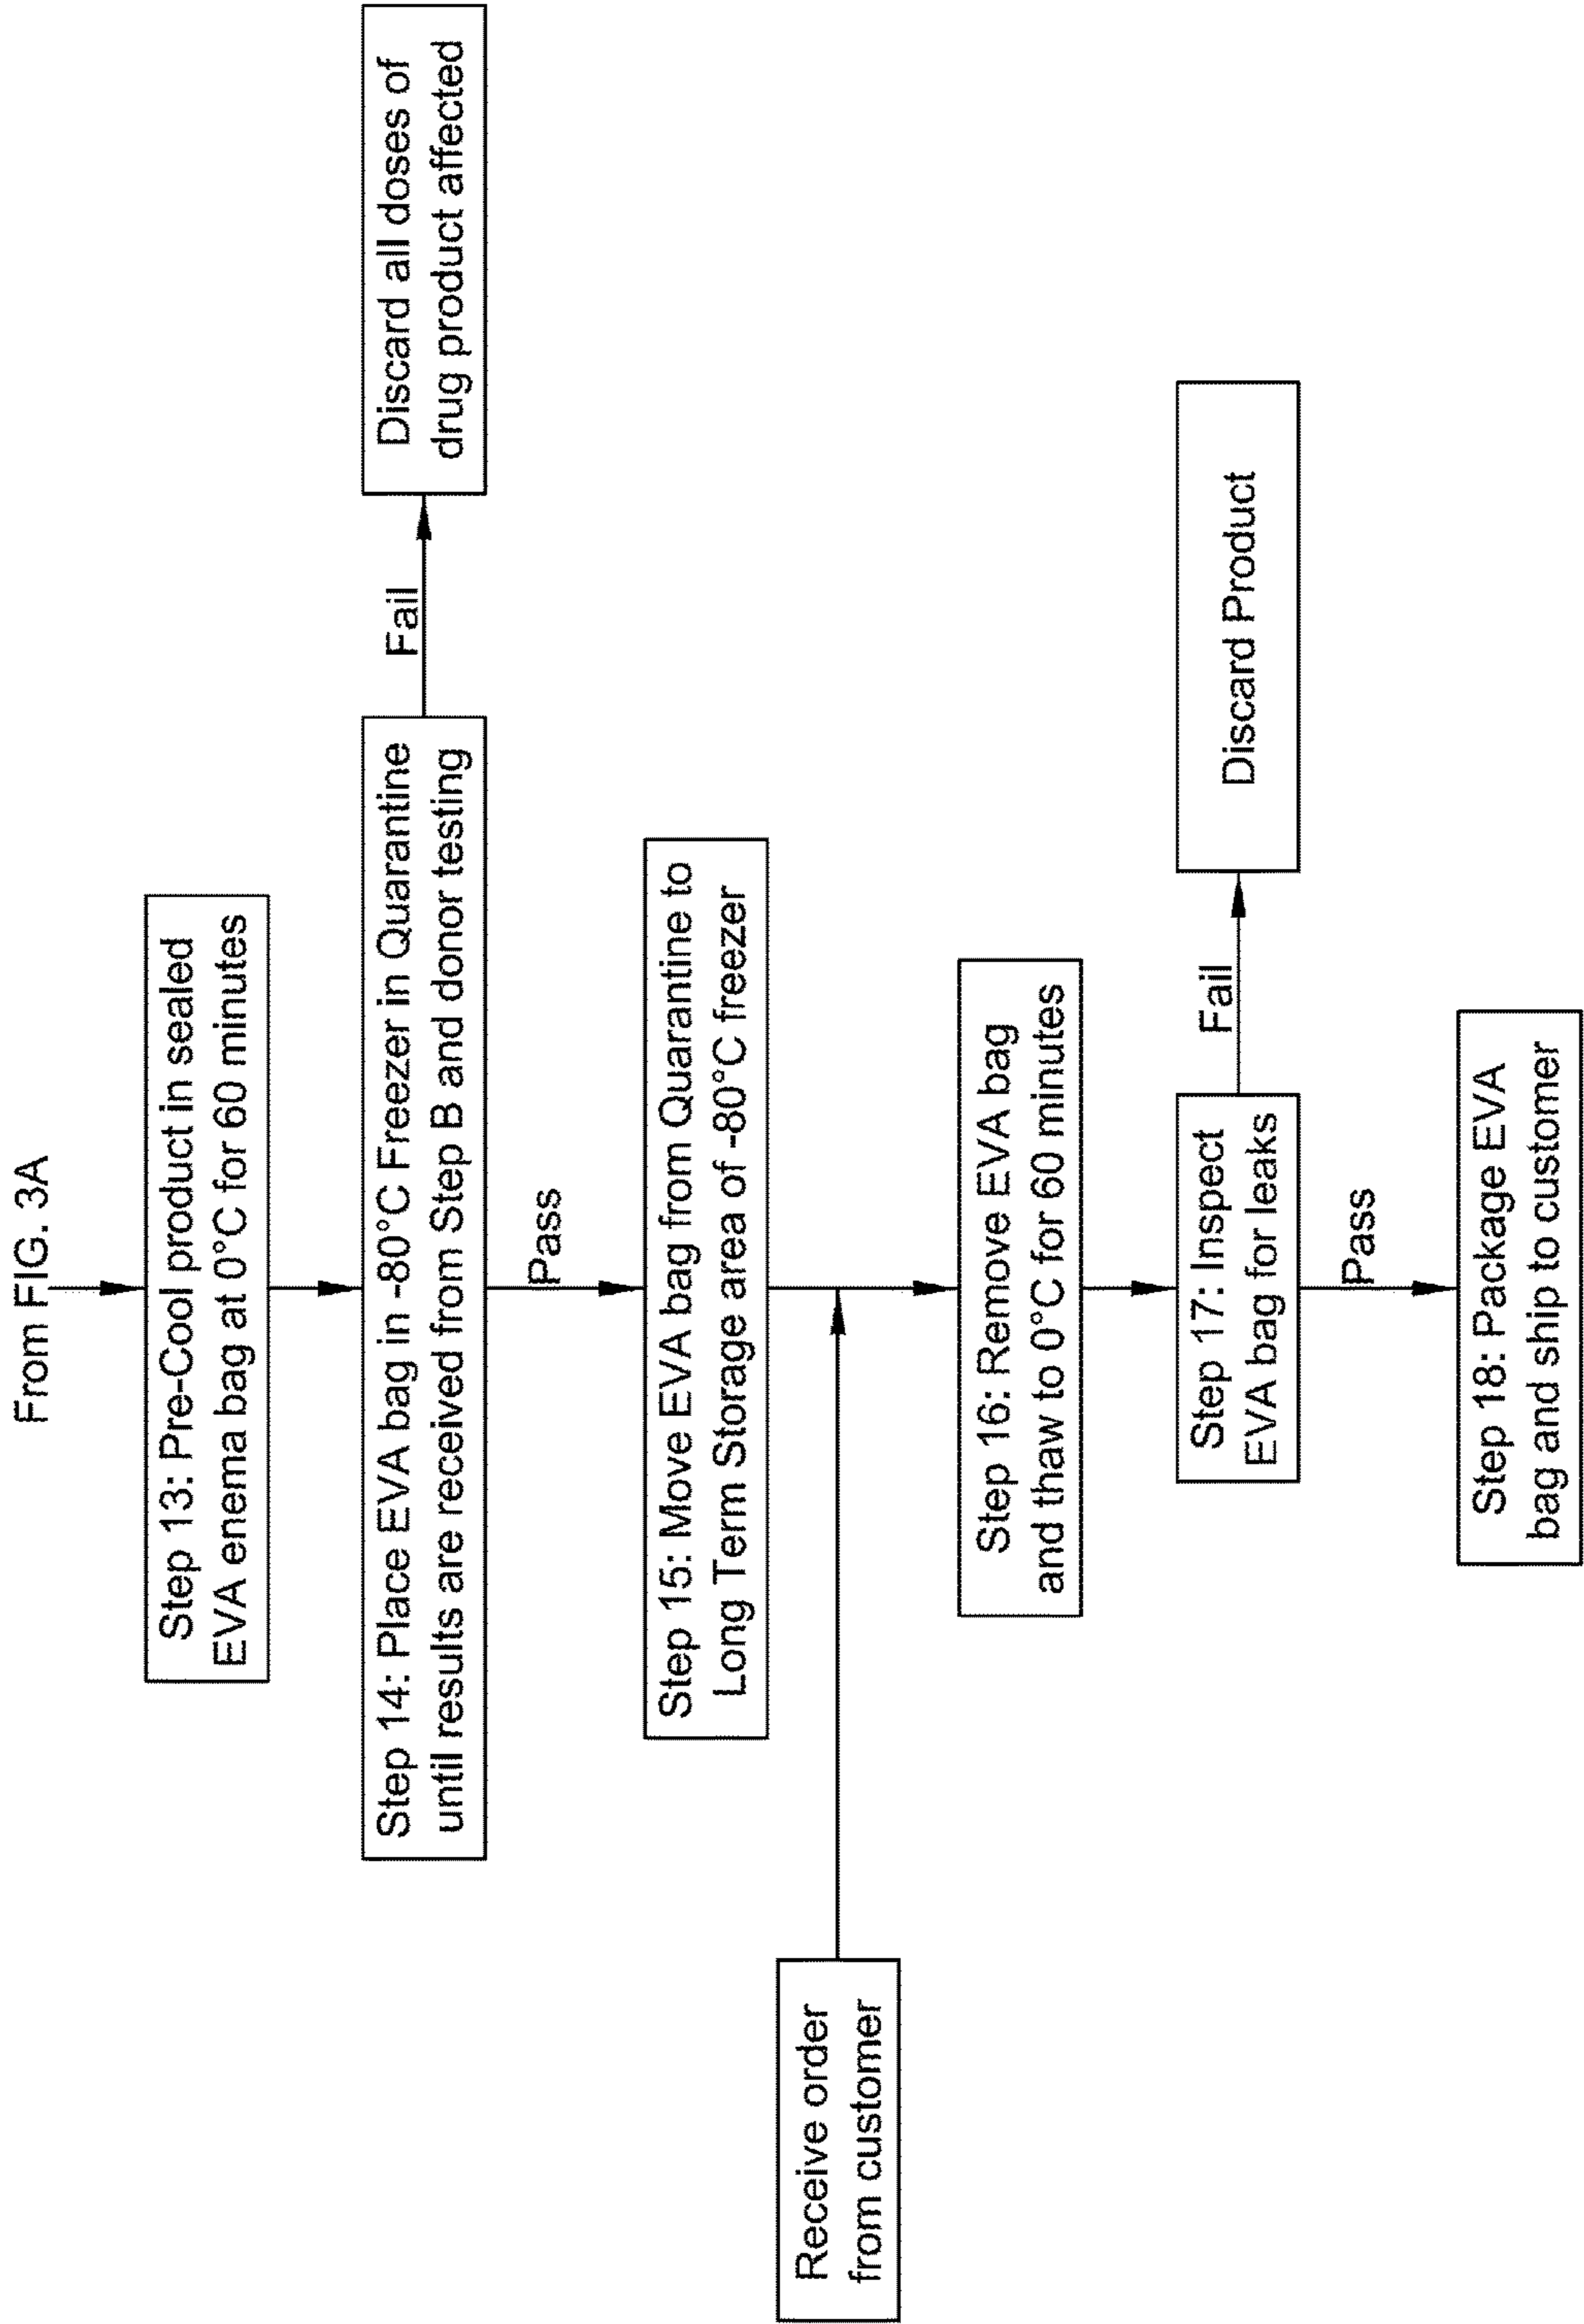 From FIG. 3A
Step 13: Pre-Cool product in sealed
EVA enema bag at 0°C for 60 minutes
Step 14: Place EVA bag in -80°C Freezer in Quarantine
until results are received from Step B and donor testing
Fail
Discard all doses of
drug product affected
Pass
Step 15: Move EVA bag from Quarantine to
Long Term Storage area of -80°C freezer
Receive order
from customer
Step 16: Remove EVA bag
and thaw to 0°C for 60 minutes
Step 17: Inspect
EVA bag for leaks
Fail
Discard Product
Pass
Step 18: Package EVA
bag and ship to customer